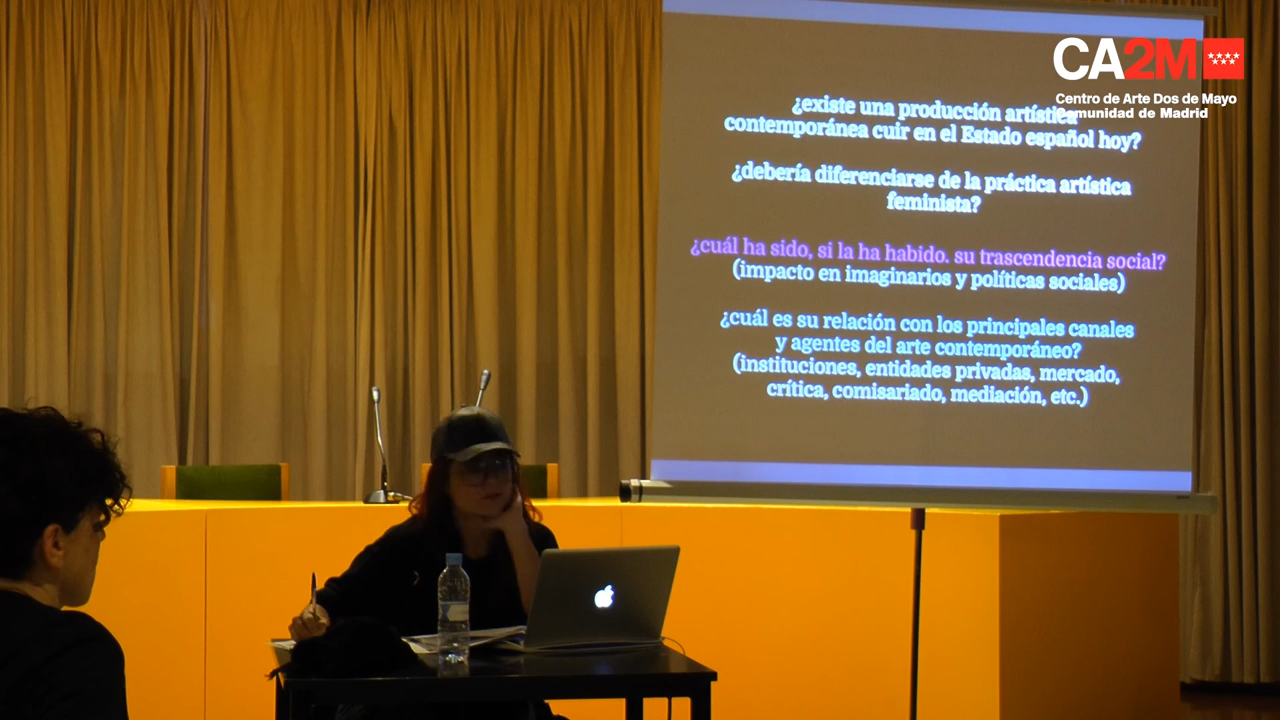 CA2M
Centro de Arte Dos de Mayo
Comunidad de Madrid
¿existe una producción artística
contemporánea cuir en el Estado español hoy?
¿debería diferenciarse de la práctica artística
feminista?
¿cuál ha sido, si la ha habido. su trascendencia social?
(impacto en imaginarios y políticas sociales)
¿cuál es su relación con los principales canales
y agentes del arte contemporáneo?
(instituciones, entidades privadas, mercado,
crítica, comisariado, mediación, etc.)